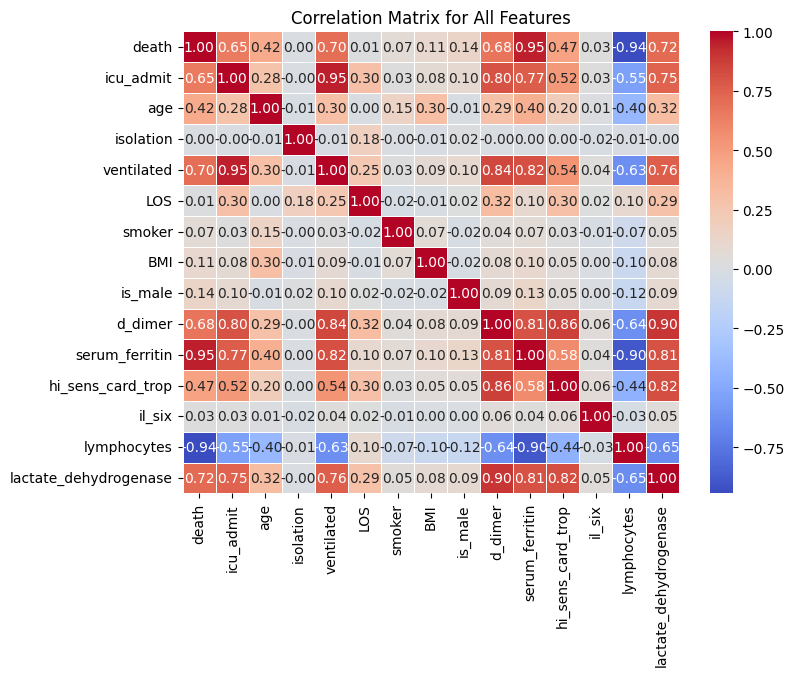 Correlation Matrix for All Features
death 1.00 0.65 0.42 0.00 0.70 0.01 0.07 0.11 0.14 0.68 0.95 0.47 0.03 -0.94 0.72
icu_admit 0.65 1.00 0.28 -0.00 0.95 0.30 0.03 0.08 0.10 0.80 0.77 0.52 0.03 -0.55 0.75
age 0.42 0.28 1.00 -0.01 0.30 0.00 0.15 0.30 -0.01 0.29 0.40 0.20 0.01 -0.40 0.32
isolation 0.00 -0.00 -0.01 1.00 -0.01 0.18 -0.00 -0.01 0.02 -0.00 0.00 0.00 -0.02 -0.01 -0.00
ventilated 0.70 0.95 0.30 -0.01 1.00 0.25 0.03 0.09 0.10 0.84 0.82 0.54 0.04 -0.63 0.76
LOS 0.01 0.30 0.00 0.18 0.25 1.00 -0.02 -0.01 0.02 0.32 0.10 0.30 0.02 0.10 0.29
smoker 0.07 0.03 0.15 -0.00 0.03 -0.02 1.00 0.07 -0.02 0.04 0.07 0.03 -0.01 -0.07 0.05
BMI 0.11 0.08 0.30 -0.01 0.09 -0.01 0.07 1.00 -0.02 0.08 0.10 0.05 0.00 -0.10 0.08
is_male 0.14 0.10 -0.01 0.02 0.10 0.02 -0.02 -0.02 1.00 0.09 0.13 0.05 0.00 -0.12 0.09
d_dimer 0.68 0.80 0.29 -0.00 0.84 0.32 0.04 0.08 0.09 1.00 0.81 0.86 0.06 -0.64 0.90
serum_ferritin 0.95 0.77 0.40 0.00 0.82 0.10 0.07 0.10 0.13 0.81 1.00 0.58 0.04 -0.90 0.81
hi_sens_card_trop 0.47 0.52 0.20 0.00 0.54 0.30 0.03 0.05 0.05 0.86 0.58 1.00 0.06 -0.44 0.82
il_six 0.03 0.03 0.01 -0.02 0.04 0.02 -0.01 0.00 0.00 0.06 0.04 0.06 1.00 -0.03 0.05
lymphocytes -0.94 -0.55 -0.40 -0.01 -0.63 0.10 -0.07 -0.10 -0.12 -0.64 -0.90 -0.44 -0.03 1.00 -0.65
lactate_dehydrogenase 0.72 0.75 0.32 -0.00 0.76 0.29 0.05 0.08 0.09 0.90 0.81 0.82 0.05 -0.65 1.00
death
icu_admit
age
isolation
ventilated
LOS
smoker
BMI
is_male
d_dimer
serum_ferritin
hi_sens_card_trop
il_six
lymphocytes
lactate_dehydrogenase
1.00
0.75
0.50
0.25
0.00
-0.25
-0.50
-0.75